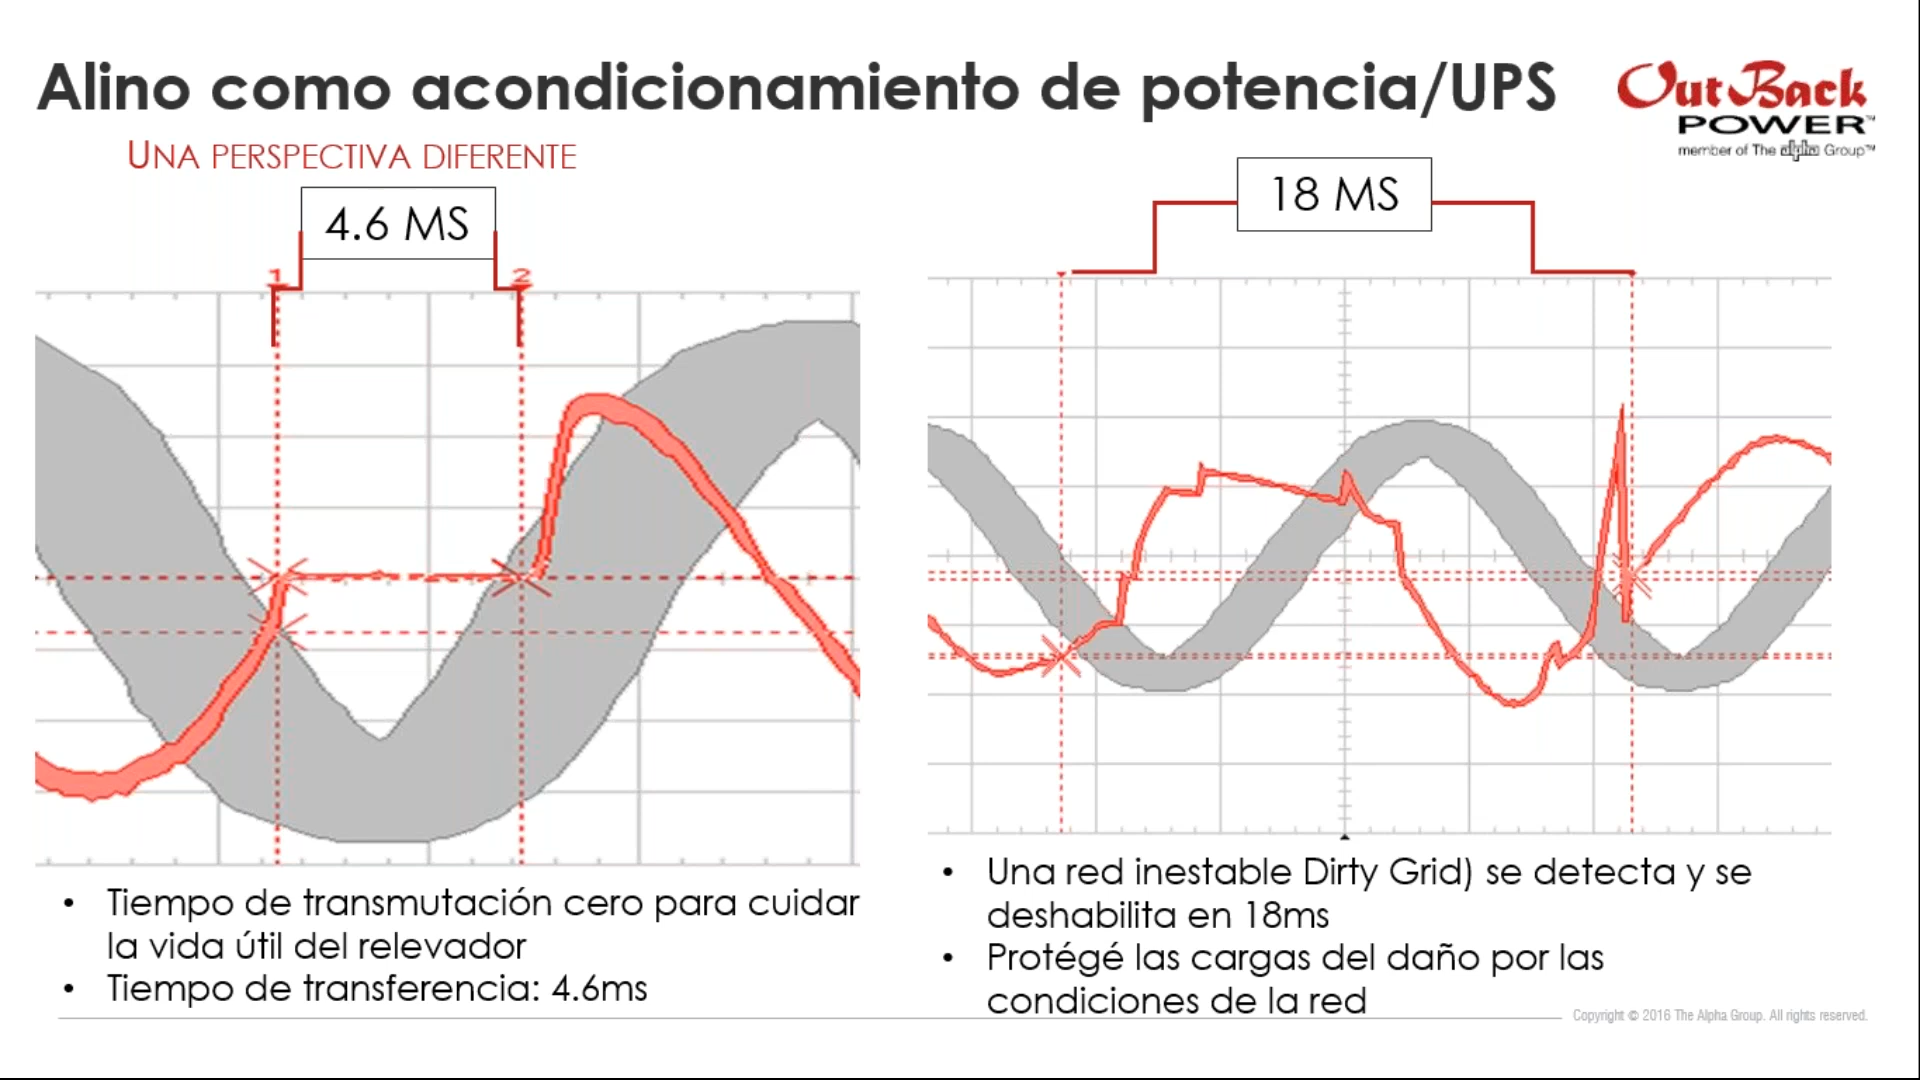 Alino como acondicionamiento de potencia/UPS
OutBack
POWER™
member of The alpha Group™
UNA PERSPECTIVA DIFERENTE
4.6 MS
18 MS
1
2
• Tiempo de transmutación cero para cuidar
la vida útil del relevador
• Tiempo de transferencia: 4.6ms
• Una red inestable Dirty Grid) se detecta y se
deshabilita en 18ms
• Protégé las cargas del daño por las
condiciones de la red
Copyright © 2016 The Alpha Group. All rights reserved.